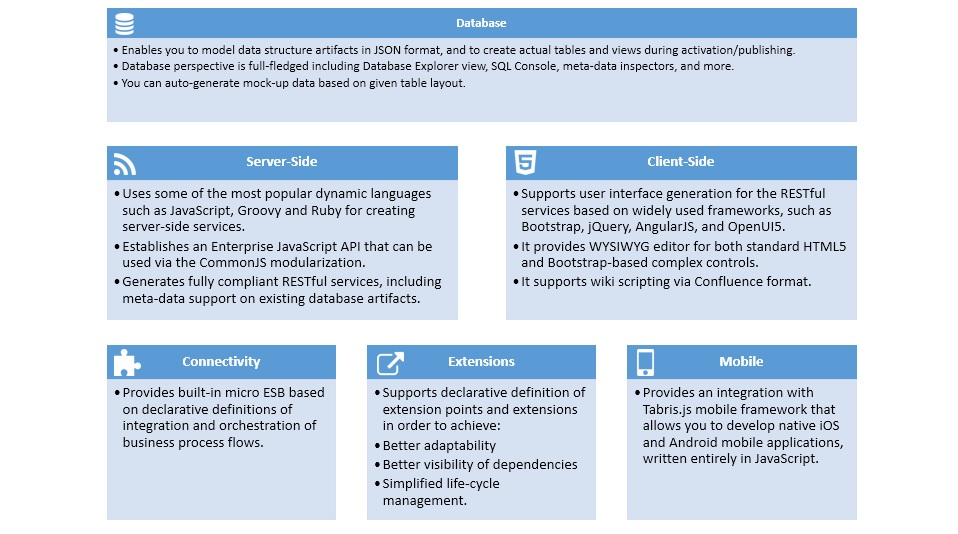 Database
• Enables you to model data structure artifacts in JSON format, and to create actual tables and views during activation/publishing.
• Database perspective is full-fledged including Database Explorer view, SQL Console, meta-data inspectors, and more.
• You can auto-generate mock-up data based on given table layout.
Server-Side
• Uses some of the most popular dynamic languages
such as JavaScript, Groovy and Ruby for creating
server-side services.
• Establishes an Enterprise JavaScript API that can be
used via the CommonJS modularization.
• Generates fully compliant RESTful services, including
meta-data support on existing database artifacts.
5
Client-Side
• Supports user interface generation for the RESTful
services based on widely used frameworks, such as
Bootstrap, jQuery, AngularJS, and OpenUI5.
• It provides WYSIWYG editor for both standard HTML5
and Bootstrap-based complex controls.
• It supports wiki scripting via Confluence format.
Connectivity
• Provides built-in micro ESB based
on declarative definitions of
integration and orchestration of
business process flows.
Extensions
• Supports declarative definition of
extension points and extensions
in order to achieve:
• Better adaptability
• Better visibility of dependencies
• Simplified life-cycle
management.
Mobile
• Provides an integration with
Tabris.js mobile framework that
allows you to develop native iOS
and Android mobile applications,
written entirely in JavaScript.